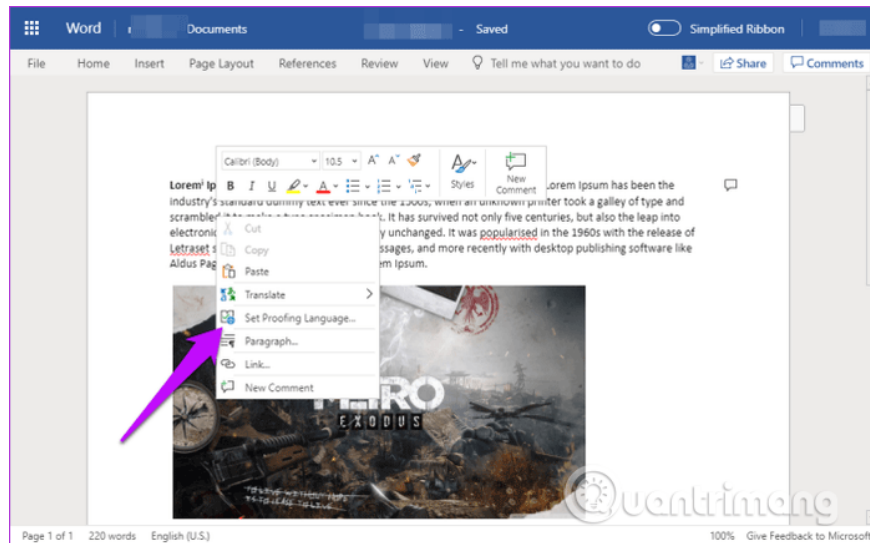 Word Documents - Saved Simplified Ribbon
File Home Insert Page Layout References Review View Tell me what you want to do Share Comments
Calibri (Body) 10.5 A A
B I U A Styles New Comment
Lorem Ip Lorem Ipsum has been the
industry's standard dummy text ever since the 1500s, when an unknown printer took a galley of type and
scrambled it to make a type specimen book. It has survived not only five centuries, but also the leap into
electronic y unchanged. It was popularised in the 1960s with the release of
Letraset s ssages, and more recently with desktop publishing software like
Aldus Pag em Ipsum.
Cut
Copy
Paste
Translate
Set Proofing Language...
Paragraph...
Link...
New Comment
METRO
EXODUS
Quantrimang
Page 1 of 1 220 words English (U.S.) 100% Give Feedback to Microsoft